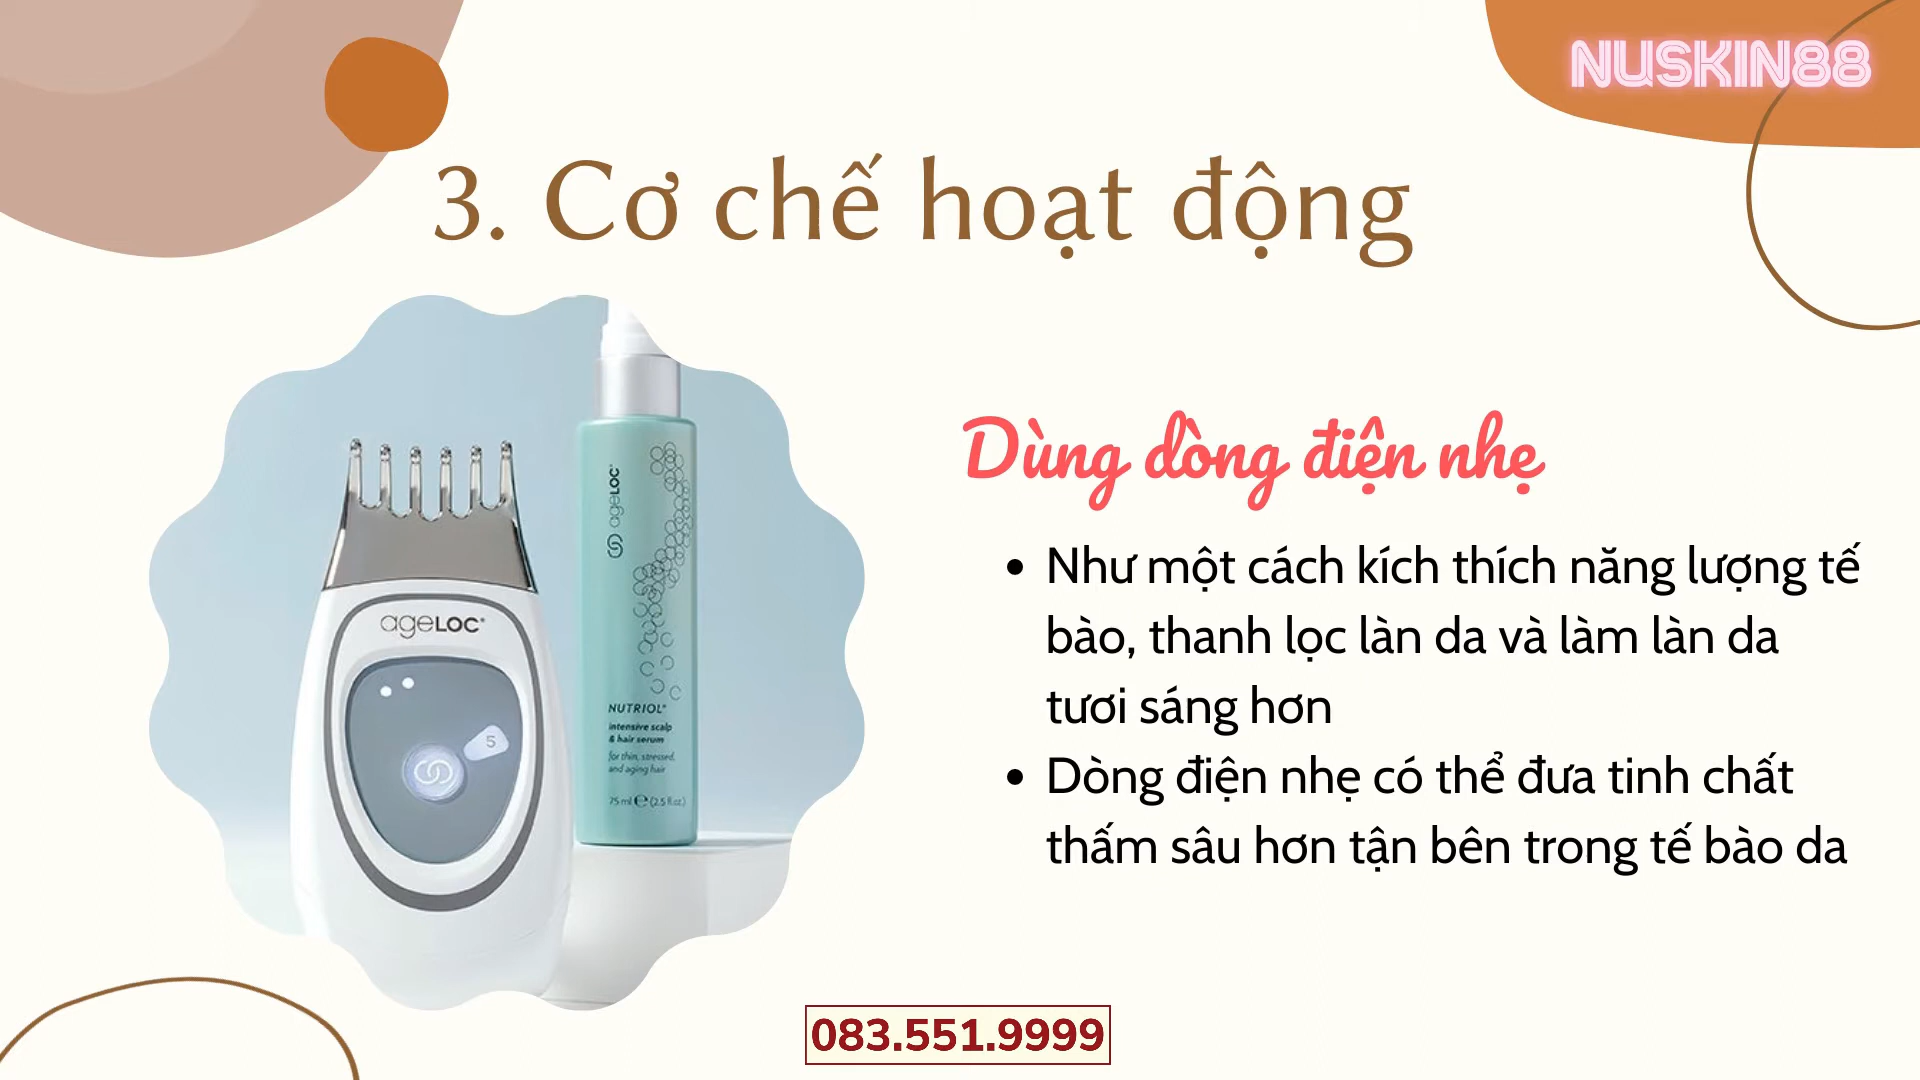 NUSKIN88
3. Cơ chế hoạt động
ageLOC®
5
ageLOC®
NUTRIOL®
intensive scalp
& hair serum
for thin, stressed,
and aging hair
75 ml ℮ (2.5 fl.oz.)
Dùng dòng điện nhẹ
• Như một cách kích thích năng lượng tế
bào, thanh lọc làn da và làm làn da
tươi sáng hơn
• Dòng điện nhẹ có thể đưa tinh chất
thấm sâu hơn tận bên trong tế bào da
083.551.9999